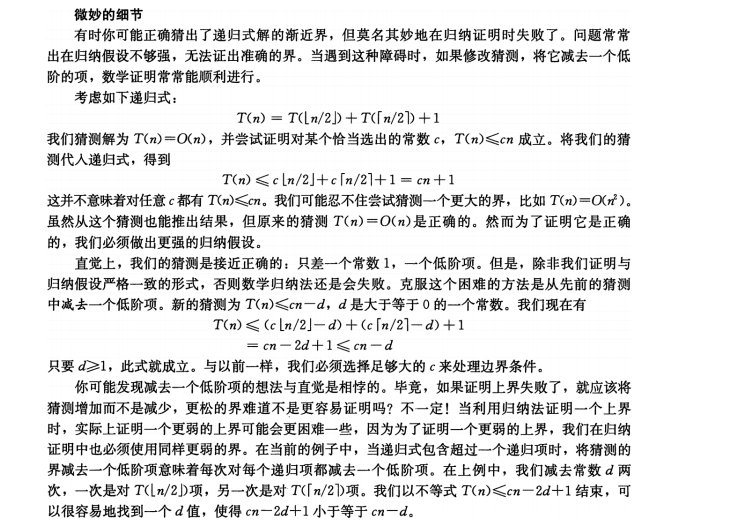 微妙的细节
有时你可能正确猜出了递归式解的渐近界，但莫名其妙地在归纳证明时失败了。问题常常
出在归纳假设不够强，无法证出准确的界。当遇到这种障碍时，如果修改猜测，将它减去一个低
阶的项，数学证明常常能顺利进行。
考虑如下递归式：
T(n) = T(⌊n/2⌋) + T(⌈n/2⌉) + 1
我们猜测解为 T(n)=O(n)，并尝试证明对某个恰当选出的常数 c，T(n)≤cn 成立。将我们的猜
测代入递归式，得到
T(n) ≤ c⌊n/2⌋ + c⌈n/2⌉ + 1 = cn + 1
这并不意味着对任意 c 都有 T(n)≤cn。我们可能忍不住尝试猜测一个更大的界，比如 T(n)=O(n²)。
虽然从这个猜测也能推出结果，但原来的猜测 T(n)=O(n)是正确的。然而为了证明它是正确
的，我们必须做出更强的归纳假设。
直觉上，我们的猜测是接近正确的：只差一个常数 1，一个低阶项。但是，除非我们证明与
归纳假设严格一致的形式，否则数学归纳法还是会失败。克服这个困难的方法是从先前的猜测
中减去一个低阶项。新的猜测为 T(n)≤cn−d，d 是大于等于 0 的一个常数。我们现在有
T(n) ≤ (c⌊n/2⌋−d) + (c⌈n/2⌉−d) + 1
= cn − 2d + 1 ≤ cn − d
只要 d≥1，此式就成立。与以前一样，我们必须选择足够大的 c 来处理边界条件。
你可能发现减去一个低阶项的想法与直觉是相悖的。毕竟，如果证明上界失败了，就应该将
猜测增加而不是减少，更松的界难道不是更容易证明吗？不一定！当利用归纳法证明一个上界
时，实际上证明一个更弱的上界可能会更困难一些，因为为了证明一个更弱的上界，我们在归纳
证明中也必须使用同样更弱的界。在当前的例子中，当递归式包含超过一个递归项时，将猜测的
界减去一个低阶项意味着每次对每个递归项都减去一个低阶项。在上例中，我们减去常数 d 两
次，一次是对 T(⌊n/2⌋)项，另一次是对 T(⌈n/2⌉)项。我们以不等式 T(n)≤cn−2d+1 结束，可
以很容易地找到一个 d 值，使得 cn−2d+1 小于等于 cn−d。